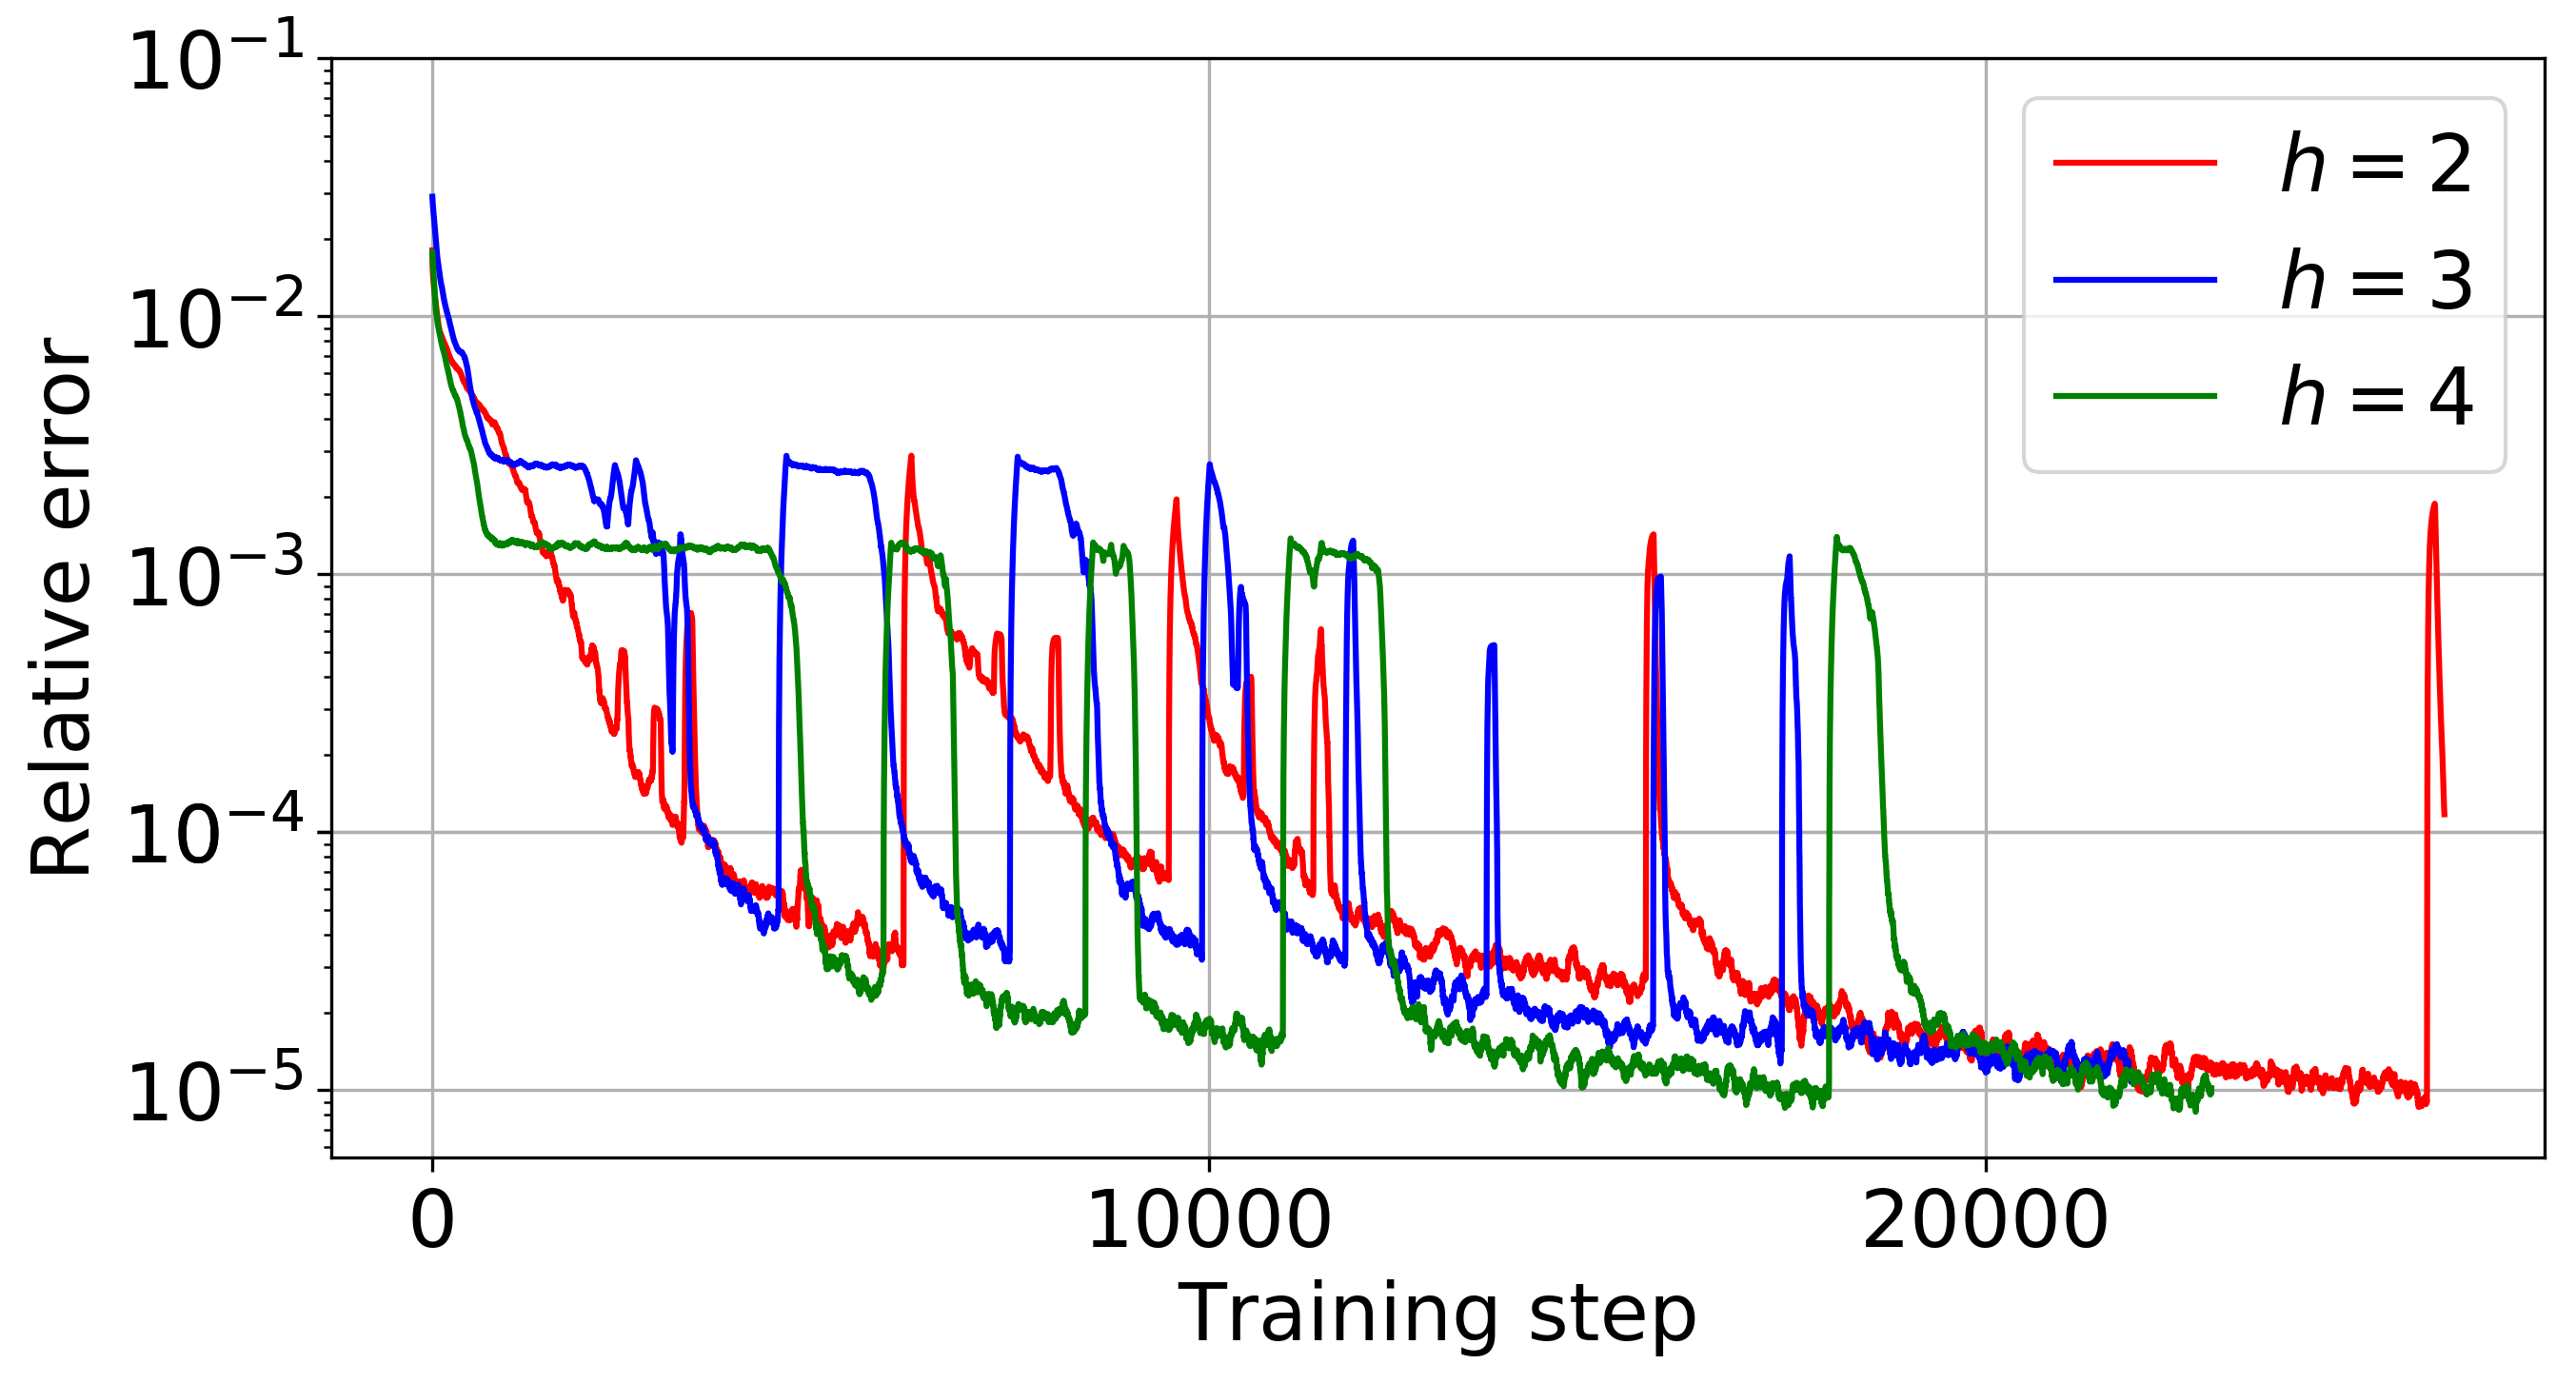 Relative error
10⁻¹
10⁻²
10⁻³
10⁻⁴
10⁻⁵
h = 2
h = 3
h = 4
0 10000 20000
Training step